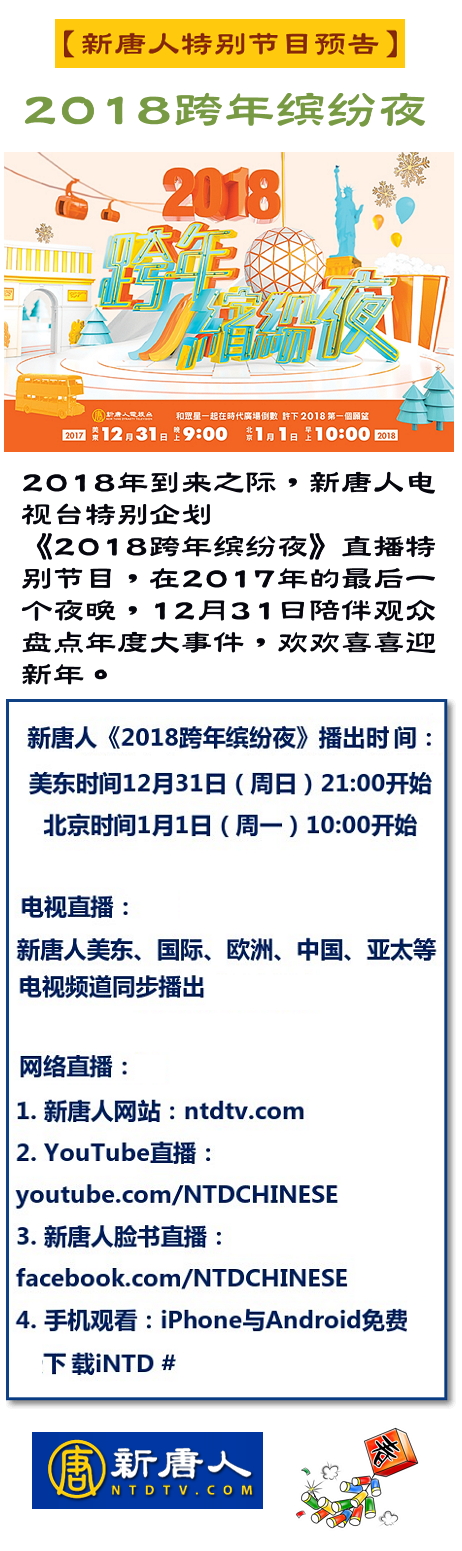 【新唐人特别节目预告】
2018跨年缤纷夜
2018
跨年
繽紛夜
新唐人電視台
和眾星一起在時代廣場倒數 許下2018第一個願望
2017 美東12月31日晚上9:00 北京1月1日早上10:00 2018
2018年到来之际，新唐人电
视台特别企划
《2018跨年缤纷夜》直播特
别节目，在2017年的最后一
个夜晚，12月31日陪伴观众
盘点年度大事件，欢欢喜喜迎
新年。
新唐人《2018跨年缤纷夜》播出时间：
美东时间12月31日（周日）21:00开始
北京时间1月1日（周一）10:00开始
电视直播：
新唐人美东、国际、欧洲、中国、亚太等
电视频道同步播出
网络直播：
1. 新唐人网站：ntdtv.com
2. YouTube直播：
youtube.com/NTDCHINESE
3. 新唐人脸书直播：
facebook.com/NTDCHINESE
4. 手机观看：iPhone与Android免费
下载iNTD #
唐 新唐人
NTDTV.COM